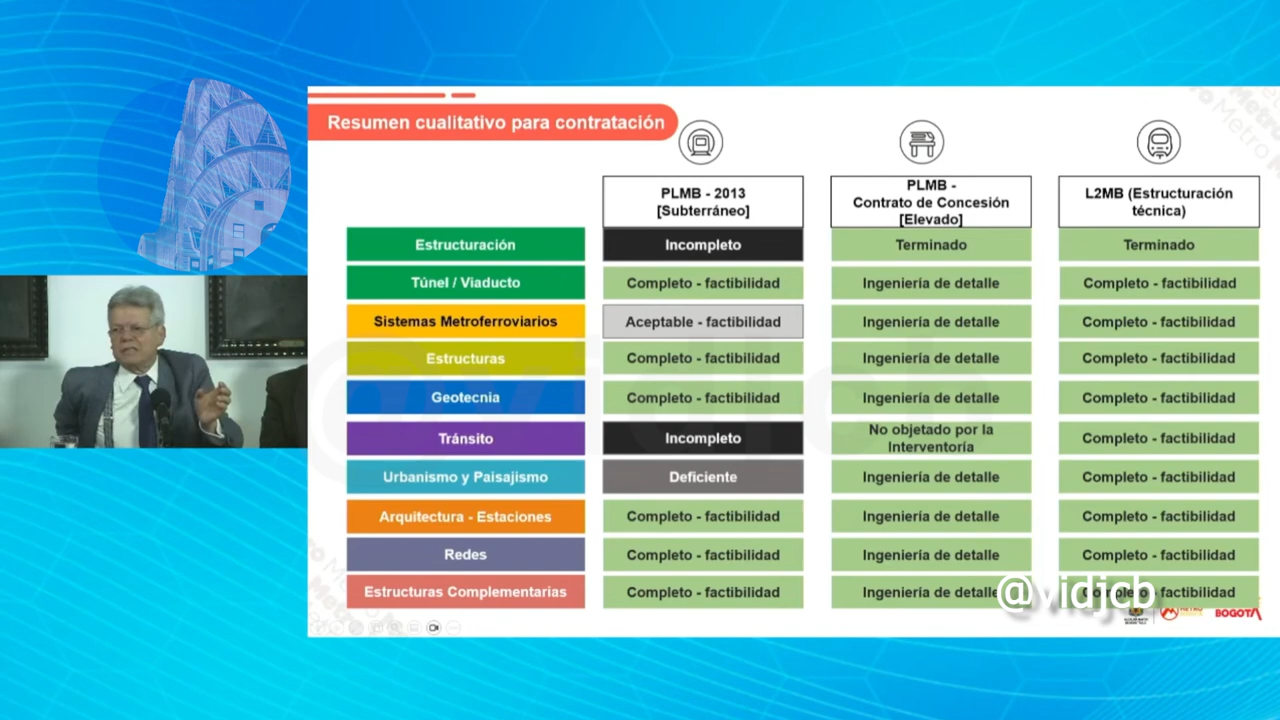 Resumen cualitativo para contratación
PLMB - 2013
[Subterráneo]
PLMB -
Contrato de Concesión
[Elevado]
L2MB (Estructuración
técnica)
Estructuración
Incompleto
Terminado
Terminado
Túnel / Viaducto
Completo - factibilidad
Ingeniería de detalle
Completo - factibilidad
Sistemas Metroferroviarios
Aceptable - factibilidad
Ingeniería de detalle
Completo - factibilidad
Estructuras
Completo - factibilidad
Ingeniería de detalle
Completo - factibilidad
Geotecnia
Completo - factibilidad
Ingeniería de detalle
Completo - factibilidad
Tránsito
Incompleto
No objetado por la
Interventoría
Completo - factibilidad
Urbanismo y Paisajismo
Deficiente
Ingeniería de detalle
Completo - factibilidad
Arquitectura - Estaciones
Completo - factibilidad
Ingeniería de detalle
Completo - factibilidad
Redes
Completo - factibilidad
Ingeniería de detalle
Completo - factibilidad
Estructuras Complementarias
Completo - factibilidad
Ingeniería de detalle
Completo - factibilidad
@vidjcb
METRO
BOGOTÁ